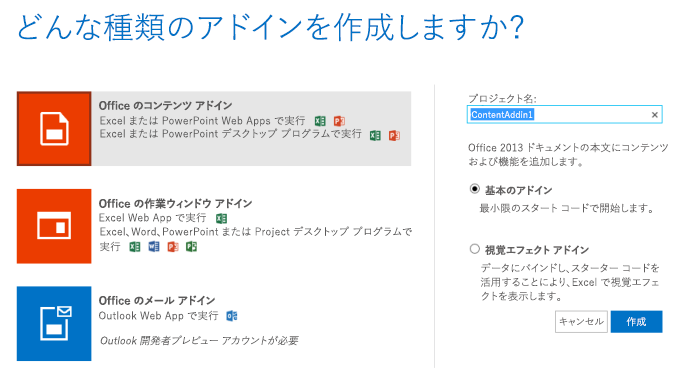 どんな種類のアドインを作成しますか?
Office のコンテンツ アドイン
Excel または PowerPoint Web Apps で実行
Excel または PowerPoint デスクトップ プログラムで実行
Office の作業ウィンドウ アドイン
Excel Web App で実行
Excel、Word、PowerPoint または Project デスクトップ プログラムで
実行
Office のメール アドイン
Outlook Web App で実行
Outlook 開発者プレビュー アカウントが必要
プロジェクト名:
ContentAddin1
Office 2013 ドキュメントの本文にコンテンツ
および機能を追加します。
基本のアドイン
最小限のスタート コードで開始します。
視覚エフェクト アドイン
データにバインドし、スターター コードを
活用することにより、Excel で視覚エフェ
クトを表示します。
キャンセル
作成